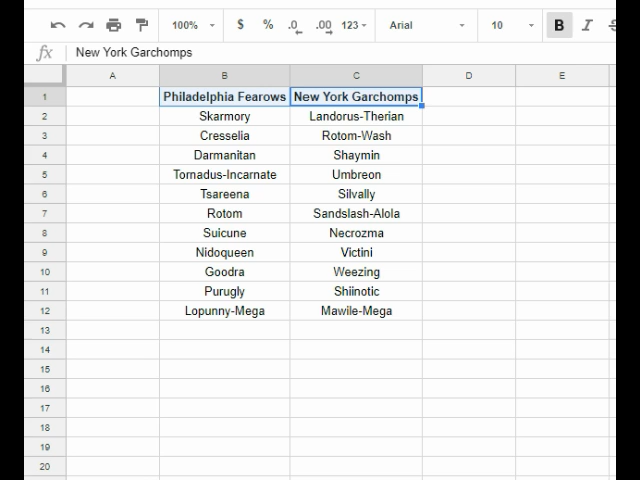 100% $ % .0 .00 123 Arial 10 B I S
fx New York Garchomps
A B C D E
1 Philadelphia Fearows New York Garchomps
2 Skarmory Landorus-Therian
3 Cresselia Rotom-Wash
4 Darmanitan Shaymin
5 Tornadus-Incarnate Umbreon
6 Tsareena Silvally
7 Rotom Sandslash-Alola
8 Suicune Necrozma
9 Nidoqueen Victini
10 Goodra Weezing
11 Purugly Shiinotic
12 Lopunny-Mega Mawile-Mega
13
14
15
16
17
18
19
20